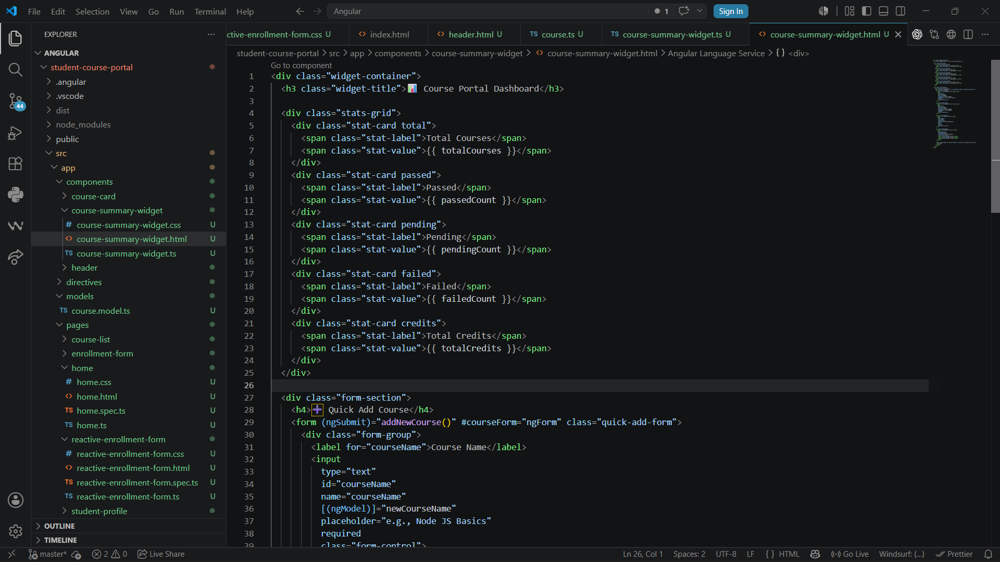 File Edit Selection View Go Run Terminal Help
Angular
1
Sign In
EXPLORER
ctive-enrollment-form.css U
index.html
header.html U
TS course.ts U
TS course-summary-widget.ts U
course-summary-widget.html U
student-course-portal > src > app > components > course-summary-widget > course-summary-widget.html > Angular Language Service > {} <div>
ANGULAR
student-course-portal
.angular
.vscode
dist
node_modules
public
src
app
components
course-card
course-summary-widget
# course-summary-widget.css U
course-summary-widget.html U
TS course-summary-widget.ts U
header
directives
models
TS course.model.ts U
pages
course-list
enrollment-form
home
# home.css U
home.html U
TS home.spec.ts U
TS home.ts U
reactive-enrollment-form
# reactive-enrollment-form.css U
reactive-enrollment-form.html U
TS reactive-enrollment-form.spec.ts U
TS reactive-enrollment-form.ts U
student-profile
OUTLINE
TIMELINE
44
Go to component
1 <div class="widget-container">
2 <h3 class="widget-title">📊 Course Portal Dashboard</h3>
3
4 <div class="stats-grid">
5 <div class="stat-card total">
6 <span class="stat-label">Total Courses</span>
7 <span class="stat-value">{{ totalCourses }}</span>
8 </div>
9 <div class="stat-card passed">
10 <span class="stat-label">Passed</span>
11 <span class="stat-value">{{ passedCount }}</span>
12 </div>
13 <div class="stat-card pending">
14 <span class="stat-label">Pending</span>
15 <span class="stat-value">{{ pendingCount }}</span>
16 </div>
17 <div class="stat-card failed">
18 <span class="stat-label">Failed</span>
19 <span class="stat-value">{{ failedCount }}</span>
20 </div>
21 <div class="stat-card credits">
22 <span class="stat-label">Total Credits</span>
23 <span class="stat-value">{{ totalCredits }}</span>
24 </div>
25 </div>
26
27 <div class="form-section">
28 <h4>➕ Quick Add Course</h4>
29 <form (ngSubmit)="addNewCourse()" #courseForm="ngForm" class="quick-add-form">
30 <div class="form-group">
31 <label for="courseName">Course Name</label>
32 <input
33 type="text"
34 id="courseName"
35 name="courseName"
36 [(ngModel)]="newCourseName"
37 placeholder="e.g., Node JS Basics"
38 required
39 class="form-control">
master* 2 0 Live Share
Ln 26, Col 1 Spaces: 2 UTF-8 LF {} HTML Go Live Windsurf: {...} Prettier